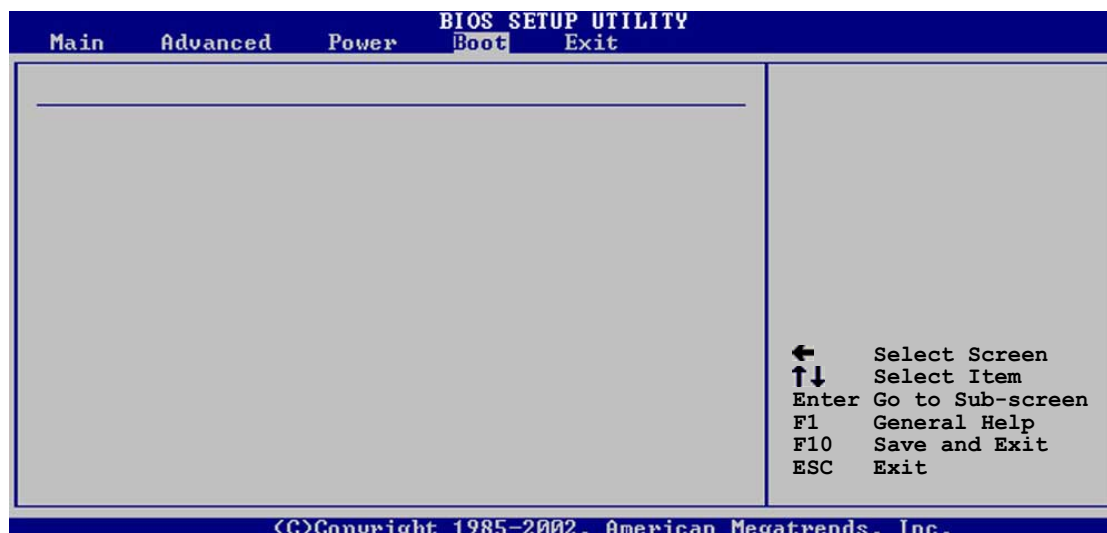 BIOS SETUP UTILITY
Main Advanced Power Boot Exit
← Select Screen
↑↓ Select Item
Enter Go to Sub-screen
F1 General Help
F10 Save and Exit
ESC Exit
(C)Copyright 1985-2002, American Megatrends, Inc.